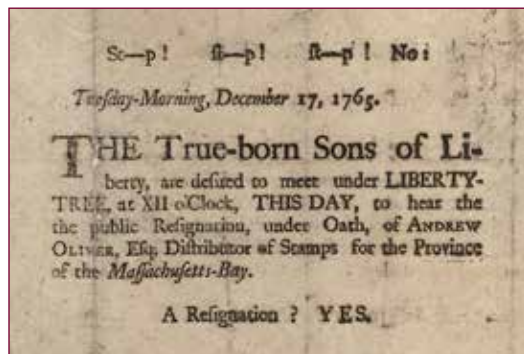 St—p! ſt—p! ſt—p! No:
Tueſday-Morning, December 17, 1765.
THE True-born Sons of Li-
berty, are deſired to meet under LIBERTY-
TREE, at XII o'Clock, THIS DAY, to hear the
the public Reſignation, under Oath, of ANDREW
OLIVER, Eſq; Diſtributor of Stamps for the Province
of the Maſſachuſetts-Bay.
A Reſignation ? YES.